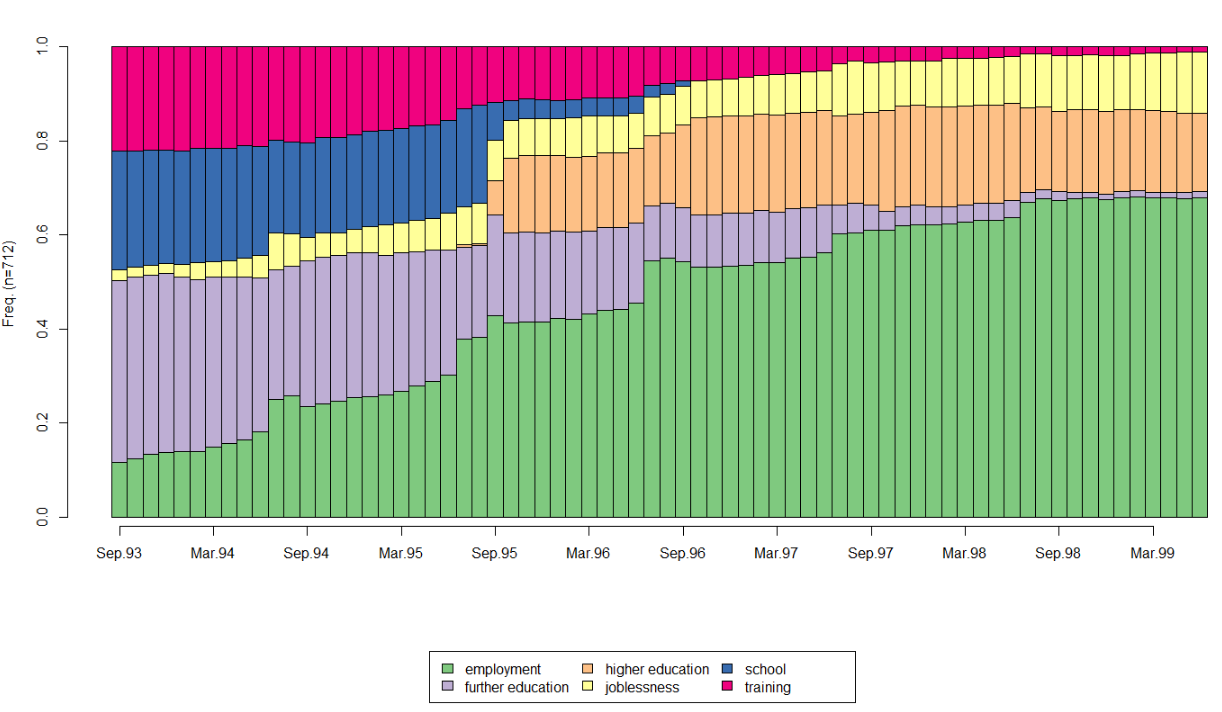 1.0
0.8
0.6
0.4
0.2
0.0
Freq. (n=712)
Sep.93 Mar.94 Sep.94 Mar.95 Sep.95 Mar.96 Sep.96 Mar.97 Sep.97 Mar.98 Sep.98 Mar.99
employment higher education school
further education joblessness training